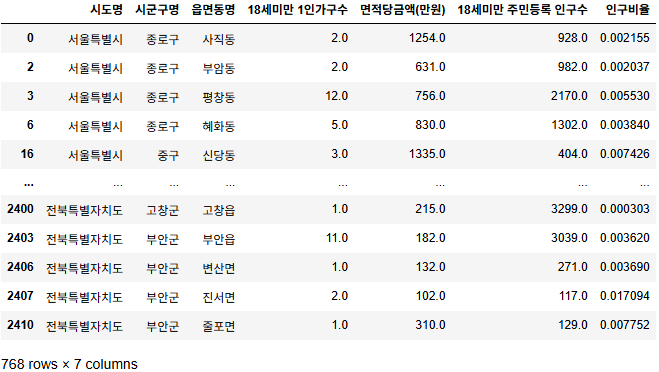 시도명 시군구명 읍면동명 18세미만 1인가구수 면적당금액(만원) 18세미만 주민등록 인구수 인구비율
0 서울특별시 종로구 사직동 2.0 1254.0 928.0 0.002155
2 서울특별시 종로구 부암동 2.0 631.0 982.0 0.002037
3 서울특별시 종로구 평창동 12.0 756.0 2170.0 0.005530
6 서울특별시 종로구 혜화동 5.0 830.0 1302.0 0.003840
16 서울특별시 중구 신당동 3.0 1335.0 404.0 0.007426
... ... ... ... ... ... ... ...
2400 전북특별자치도 고창군 고창읍 1.0 215.0 3299.0 0.000303
2403 전북특별자치도 부안군 부안읍 11.0 182.0 3039.0 0.003620
2406 전북특별자치도 부안군 변산면 1.0 132.0 271.0 0.003690
2407 전북특별자치도 부안군 진서면 2.0 102.0 117.0 0.017094
2410 전북특별자치도 부안군 줄포면 1.0 310.0 129.0 0.007752
768 rows × 7 columns